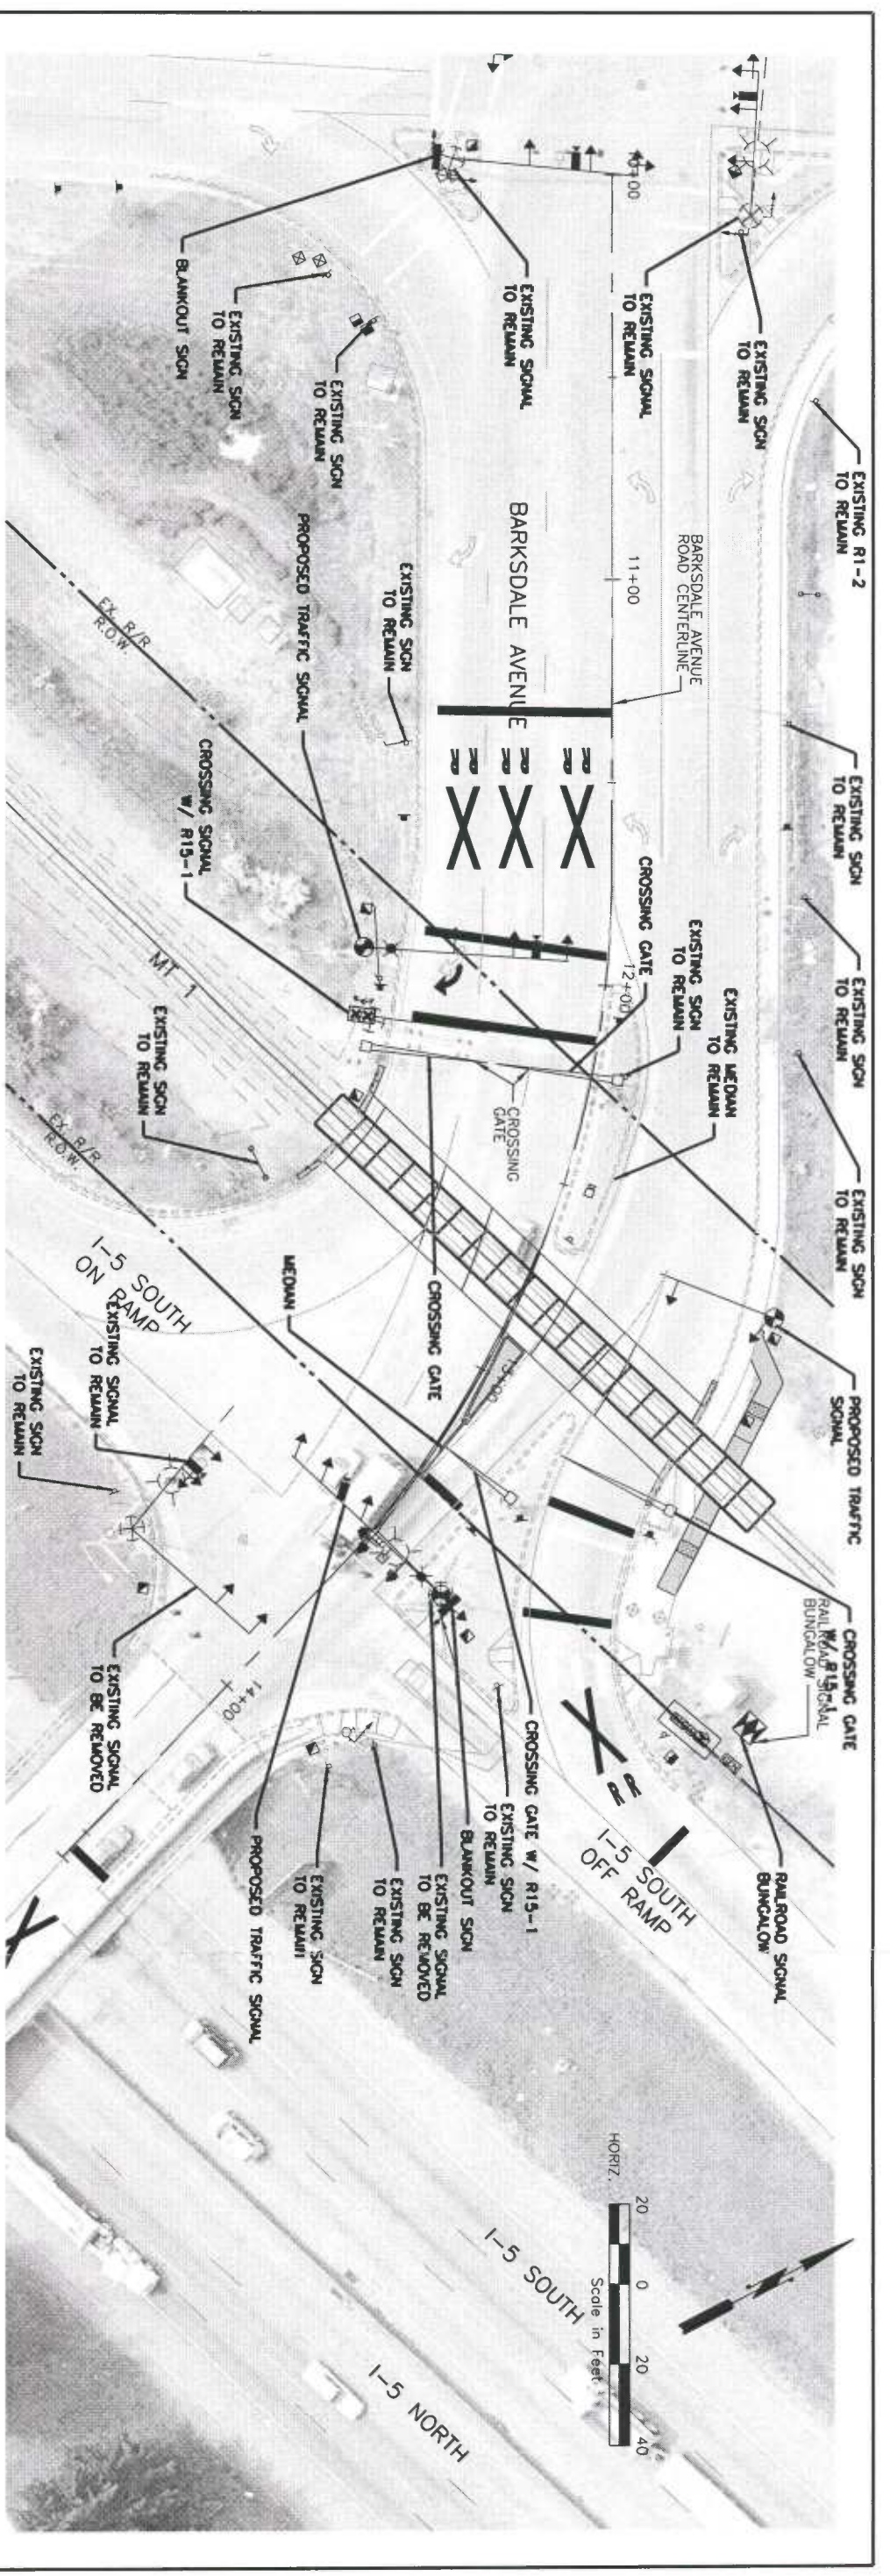 EXISTING R1-2
TO REMAIN
EXISTING SIGN
TO REMAIN
EXISTING SIGN
TO REMAIN
EXISTING SIGN
TO REMAIN
PROPOSED TRAFFIC
SIGNAL
CROSSING GATE
W/ R15-1
RAILROAD SIGNAL
BUNGALOW
RAILROAD SIGNAL
BUNGALOW
EXISTING SIGN
TO REMAIN
EXISTING SIGNAL
TO REMAIN
EXISTING SIGNAL
TO REMAIN
10+00
11+00
12+00
13+00
14+00
BARKSDALE AVENUE
ROAD CENTERLINE
BARKSDALE AVENUE
R R
R R
R R
EXISTING MEDIAN
TO REMAIN
EXISTING SIGN
TO REMAIN
CROSSING GATE
CROSSING
GATE
BLANKOUT SIGN
EXISTING SIGN
TO REMAIN
EXISTING SIGN
TO REMAIN
PROPOSED TRAFFIC SIGNAL
EXISTING SIGN
TO REMAIN
CROSSING SIGNAL
W/ R15-1
EX. R/R
R.O.W.
MT 1
EX. R/R
R.O.W.
EXISTING SIGN
TO REMAIN
I-5 SOUTH
ON RAMP
MEDIAN
CROSSING GATE
EXISTING SIGNAL
TO REMAIN
EXISTING SIGN
TO REMAIN
EXISTING SIGNAL
TO BE REMOVED
PROPOSED TRAFFIC SIGNAL
EXISTING SIGN
TO REMAIN
EXISTING SIGN
TO REMAIN
EXISTING SIGNAL
TO BE REMOVED
BLANKOUT SIGN
EXISTING SIGN
TO REMAIN
CROSSING GATE W/ R15-1
R R
I-5 SOUTH
OFF RAMP
I-5 SOUTH
I-5 NORTH
HORIZ.
20 0 20 40
Scale in Feet